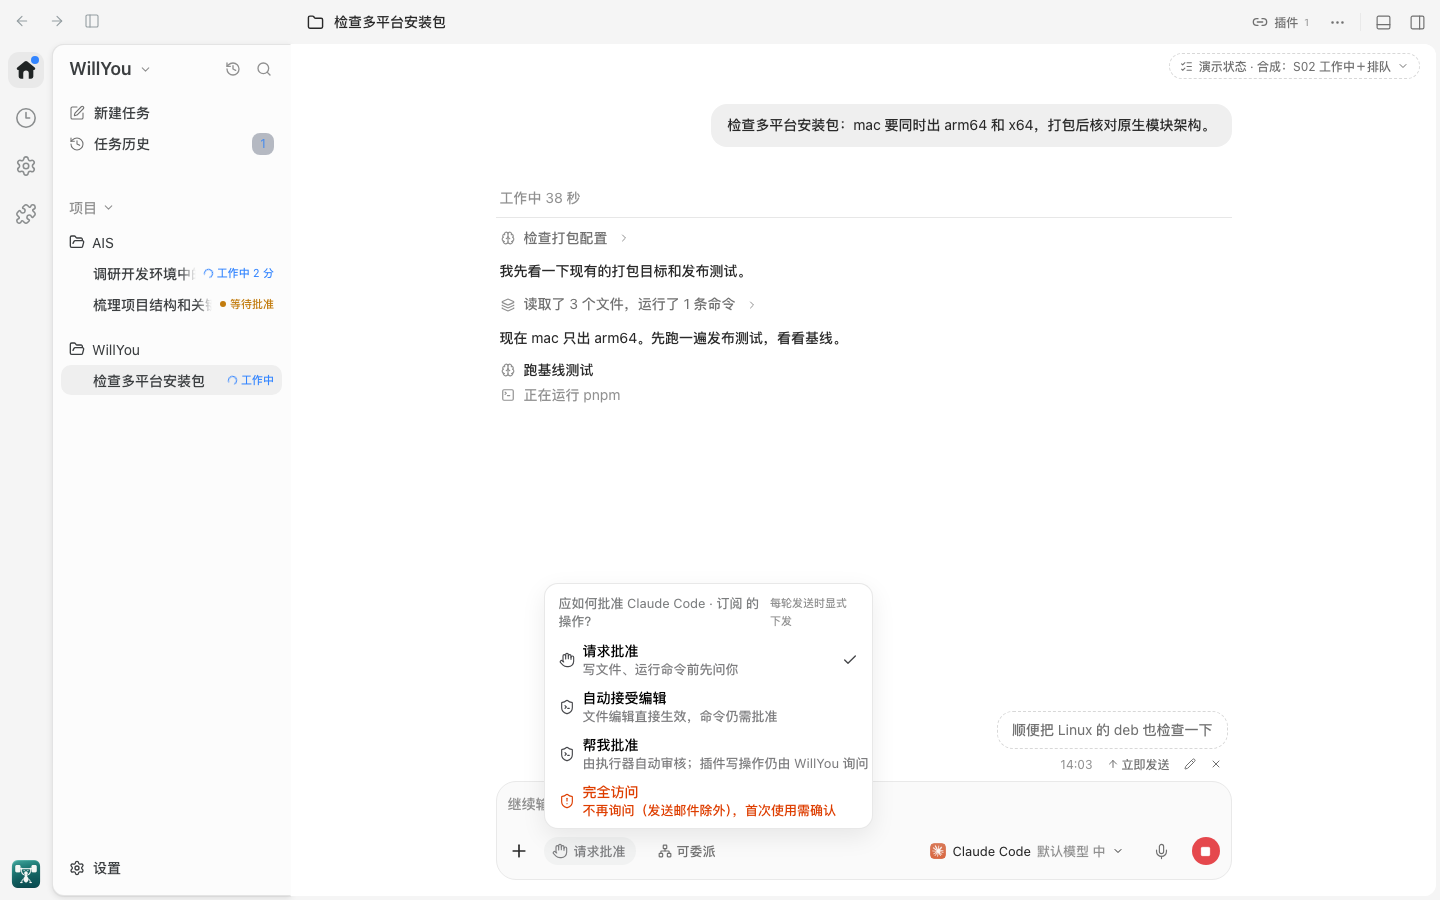 检查多平台安装包
插件 1
WillYou
演示状态 · 合成：S02 工作中＋排队
新建任务
任务历史
1
检查多平台安装包：mac 要同时出 arm64 和 x64，打包后核对原生模块架构。
工作中 38 秒
项目
检查打包配置
AIS
调研开发环境中
工作中 2 分
我先看一下现有的打包目标和发布测试。
梳理项目结构和关
等待批准
读取了 3 个文件，运行了 1 条命令
现在 mac 只出 arm64。先跑一遍发布测试，看看基线。
WillYou
跑基线测试
检查多平台安装包
工作中
正在运行 pnpm
应如何批准 Claude Code · 订阅 的
操作?
每轮发送时显式
下发
请求批准
写文件、运行命令前先问你
自动接受编辑
文件编辑直接生效，命令仍需批准
帮我批准
由执行器自动审核；插件写操作仍由 WillYou 询问
完全访问
不再询问（发送邮件除外），首次使用需确认
顺便把 Linux 的 deb 也检查一下
14:03
立即发送
继续
请求批准
可委派
Claude Code 默认模型 中
设置